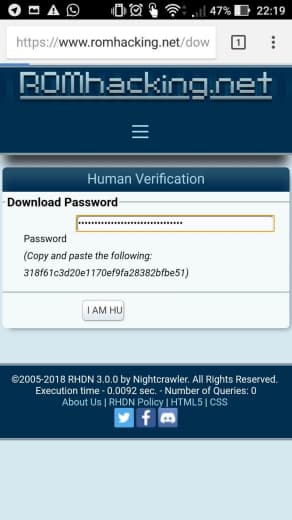 47% 22:19
https://www.romhacking.net/dow
1
ROMhacking.net
Human Verification
Download Password
••••••••••••••••••••••••••••••••
Password
(Copy and paste the following:
318f61c3d20e1170ef9fa28382bfbe51)
I AM HU
©2005-2018 RHDN 3.0.0 by Nightcrawler. All Rights Reserved.
Execution time - 0.0092 sec. - Number of Queries: 0
About Us | RHDN Policy | HTML5 | CSS